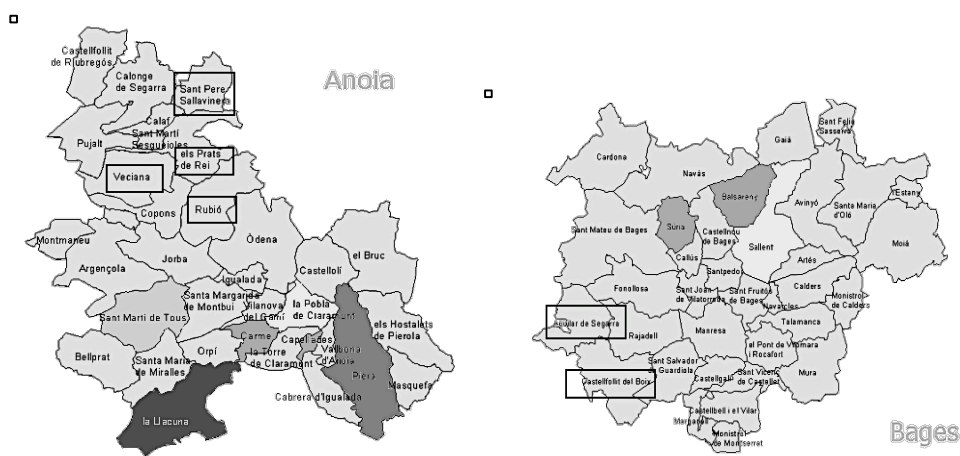 Anoia
Castellfollit
de Riubregós
Calonge
de Segarra
Sant Pere
Sallavinera
Calaf
Sant Martí
Sesgueioles
Pujalt
els Prats
de Rei
Veciana
Copons
Rubió
Montmaneu
Argençola
Jorba
Òdena
Igualada
Castellolí
el Bruc
Santa Margarida
de Montbui
Vilanova
del Camí
la Pobla
de Claramunt
Sant Martí de Tous
els Hostalets
de Pierola
Carme
Capellades
Vallbona
d'Anoia
Bellprat
Santa Maria
de Miralles
Orpí
la Torre
de Claramunt
Piera
Masquefa
Cabrera d'Igualada
la Llacuna
Sant Feliu
Sasserra
Gaià
Cardona
Navàs
Balsareny
Avinyó
Santa Maria
d'Oló
l'Estany
Moià
Sant Mateu de Bages
Súria
Castellnou
de Bages
Sallent
Callús
Artés
Santpedor
Calders
Fonollosa
Sant Joan
de Vilatorrada
Sant Fruitós
de Bages
Navarcles
Monistrol
de Calders
Aguilar de Segarra
Rajadell
Manresa
Talamanca
el Pont de Vilomara
i Rocafort
Mura
Sant Salvador
de Guardiola
Castellfollit del Boix
Castellgalí
Sant Vicenç
de Castellet
Castellbell i el Vilar
Marganell
Monistrol
de Montserrat
Bages